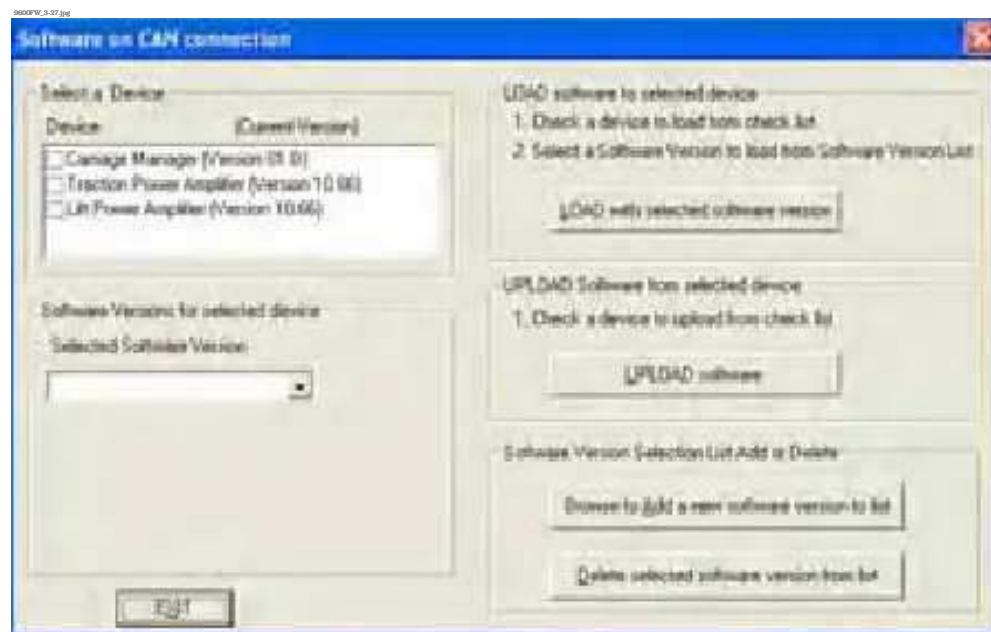 9600FW_3-27.jpg
Software on CAN connection
Select a Device
Device (Current Version)
Carriage Manager (Version 01.0)
Traction Power Amplifier (Version 10.66)
Lift Power Amplifier (Version 10.66)
Software Versions for selected device
Selected Software Version
EXIT
LOAD software to selected device
1. Check a device to load from check list
2. Select a Software Version to load from Software Version List
LOAD with selected software version
UPLOAD Software from selected device
1. Check a device to upload from check list
UPLOAD software
Software Version Selection List Add or Delete
Browse to Add a new software version to list
Delete selected software version from list